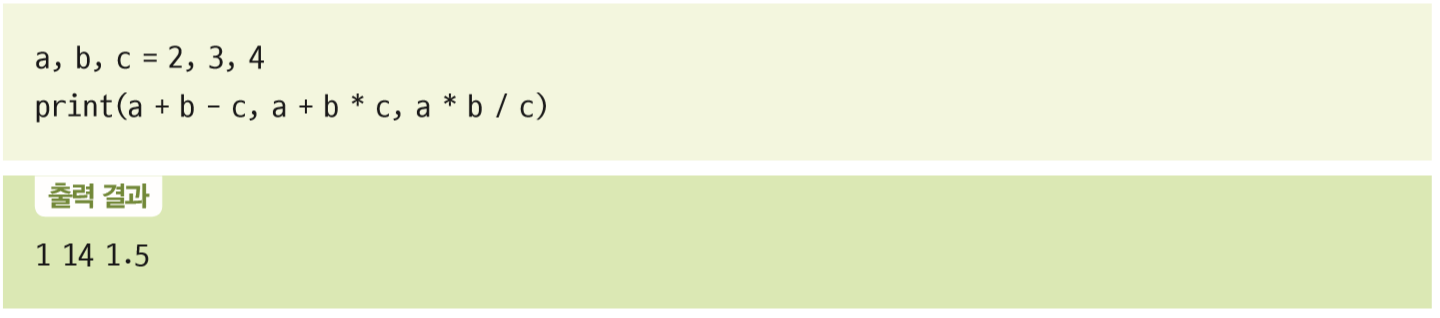 a, b, c = 2, 3, 4
print(a + b - c, a + b * c, a * b / c)
출력 결과
1 14 1.5